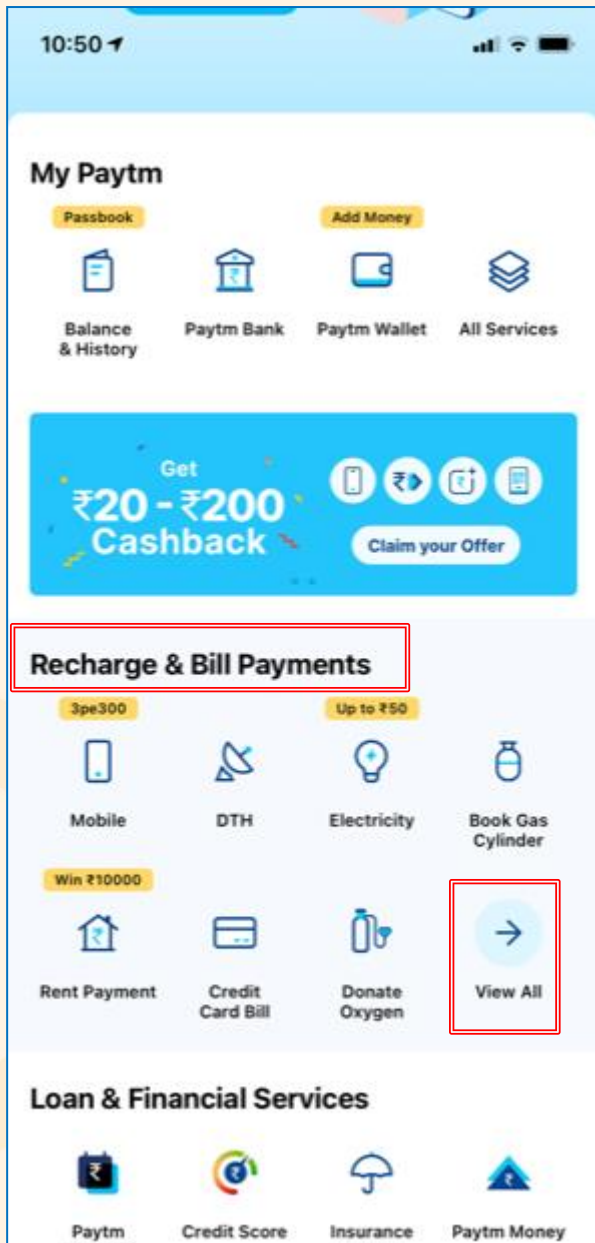 10:50
My Paytm
Passbook
Add Money
Balance
& History
Paytm Bank
Paytm Wallet
All Services
Get
₹20 - ₹200
Cashback
Claim your Offer
Recharge & Bill Payments
3pe300
Up to ₹50
Mobile
DTH
Electricity
Book Gas
Cylinder
Win ₹10000
Rent Payment
Credit
Card Bill
Donate
Oxygen
View All
Loan & Financial Services
Paytm
Credit Score
Insurance
Paytm Money